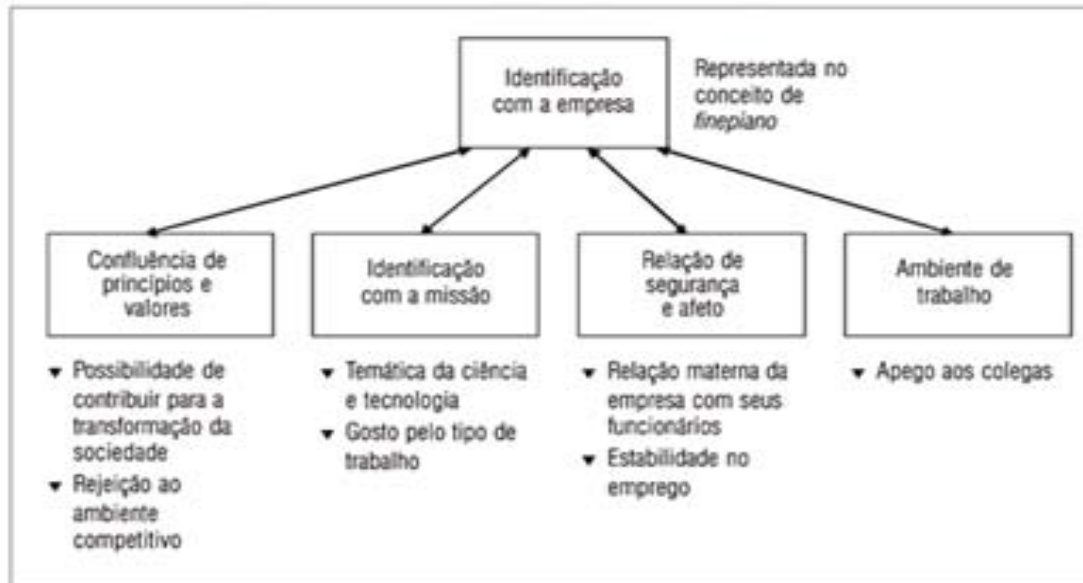 Identificação
com a empresa
Representada no
conceito de
finepiano
Confluência de
princípios e
valores
Identificação
com a missão
Relação de
segurança
e afeto
Ambiente de
trabalho
▼ Possibilidade de
contribuir para a
transformação da
sociedade
▼ Rejeição ao
ambiente
competitivo
▼ Temática da ciência
e tecnologia
▼ Gosto pelo tipo de
trabalho
▼ Relação materna da
empresa com seus
funcionários
▼ Estabilidade no
emprego
▼ Apego aos colegas